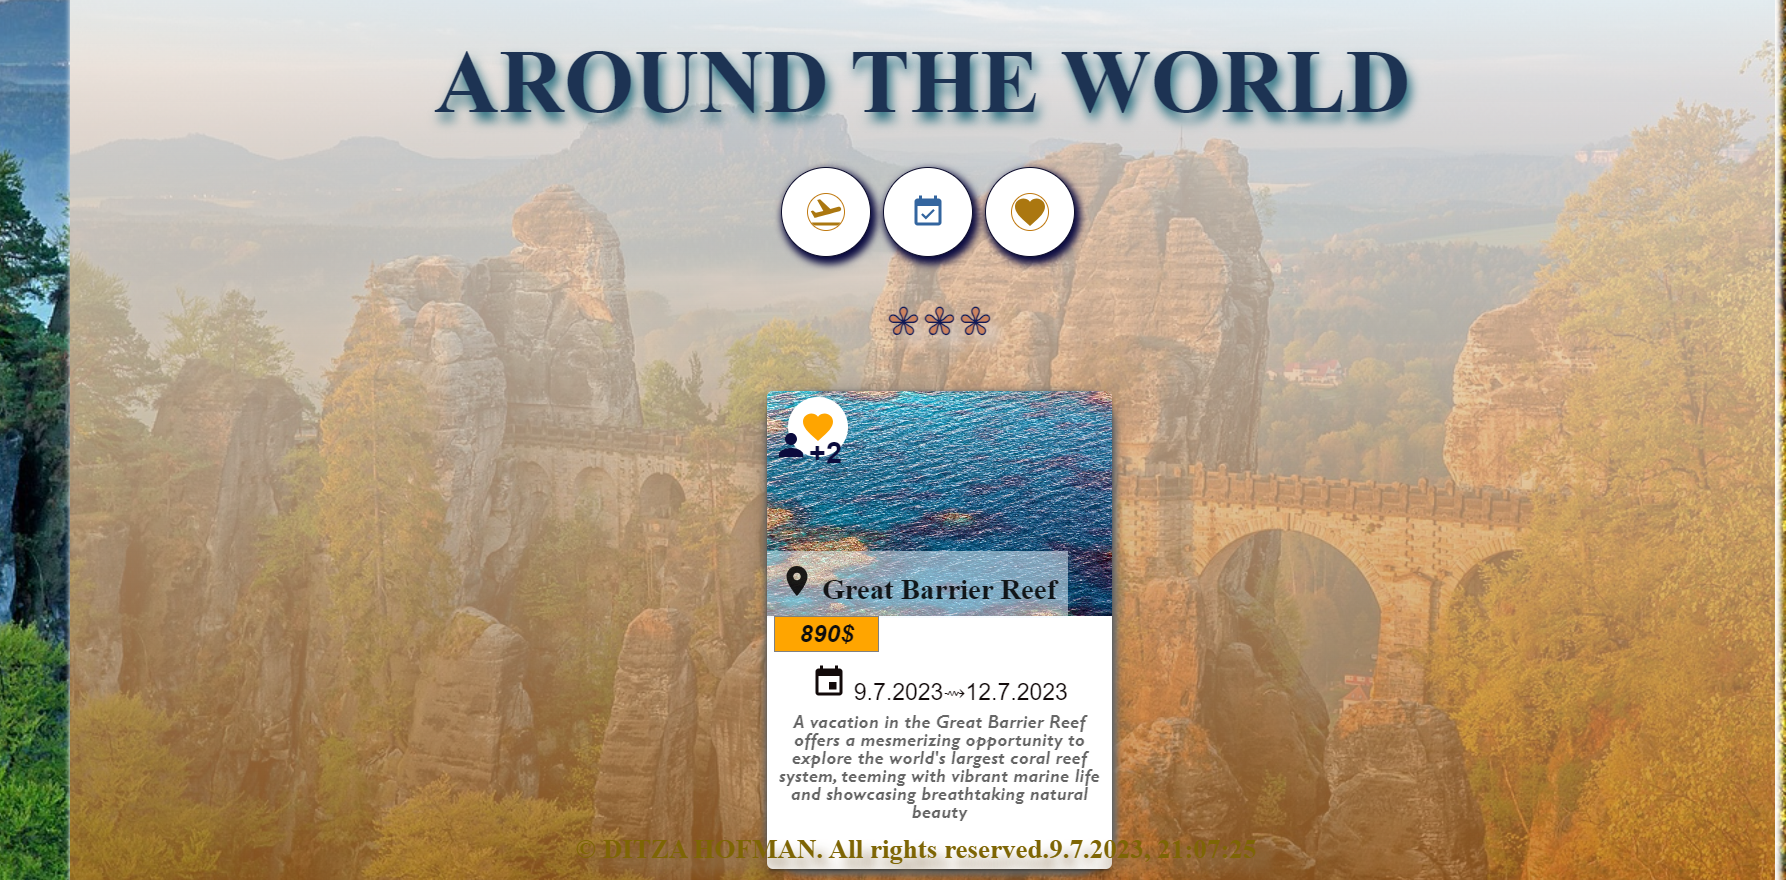 AROUND THE WORLD
+2
Great Barrier Reef
890$
9.7.2023⇝12.7.2023
A vacation in the Great Barrier Reef
offers a mesmerizing opportunity to
explore the world's largest coral reef
system, teeming with vibrant marine life
and showcasing breathtaking natural
beauty
© DITZA HOFMAN. All rights reserved.9.7.2023,